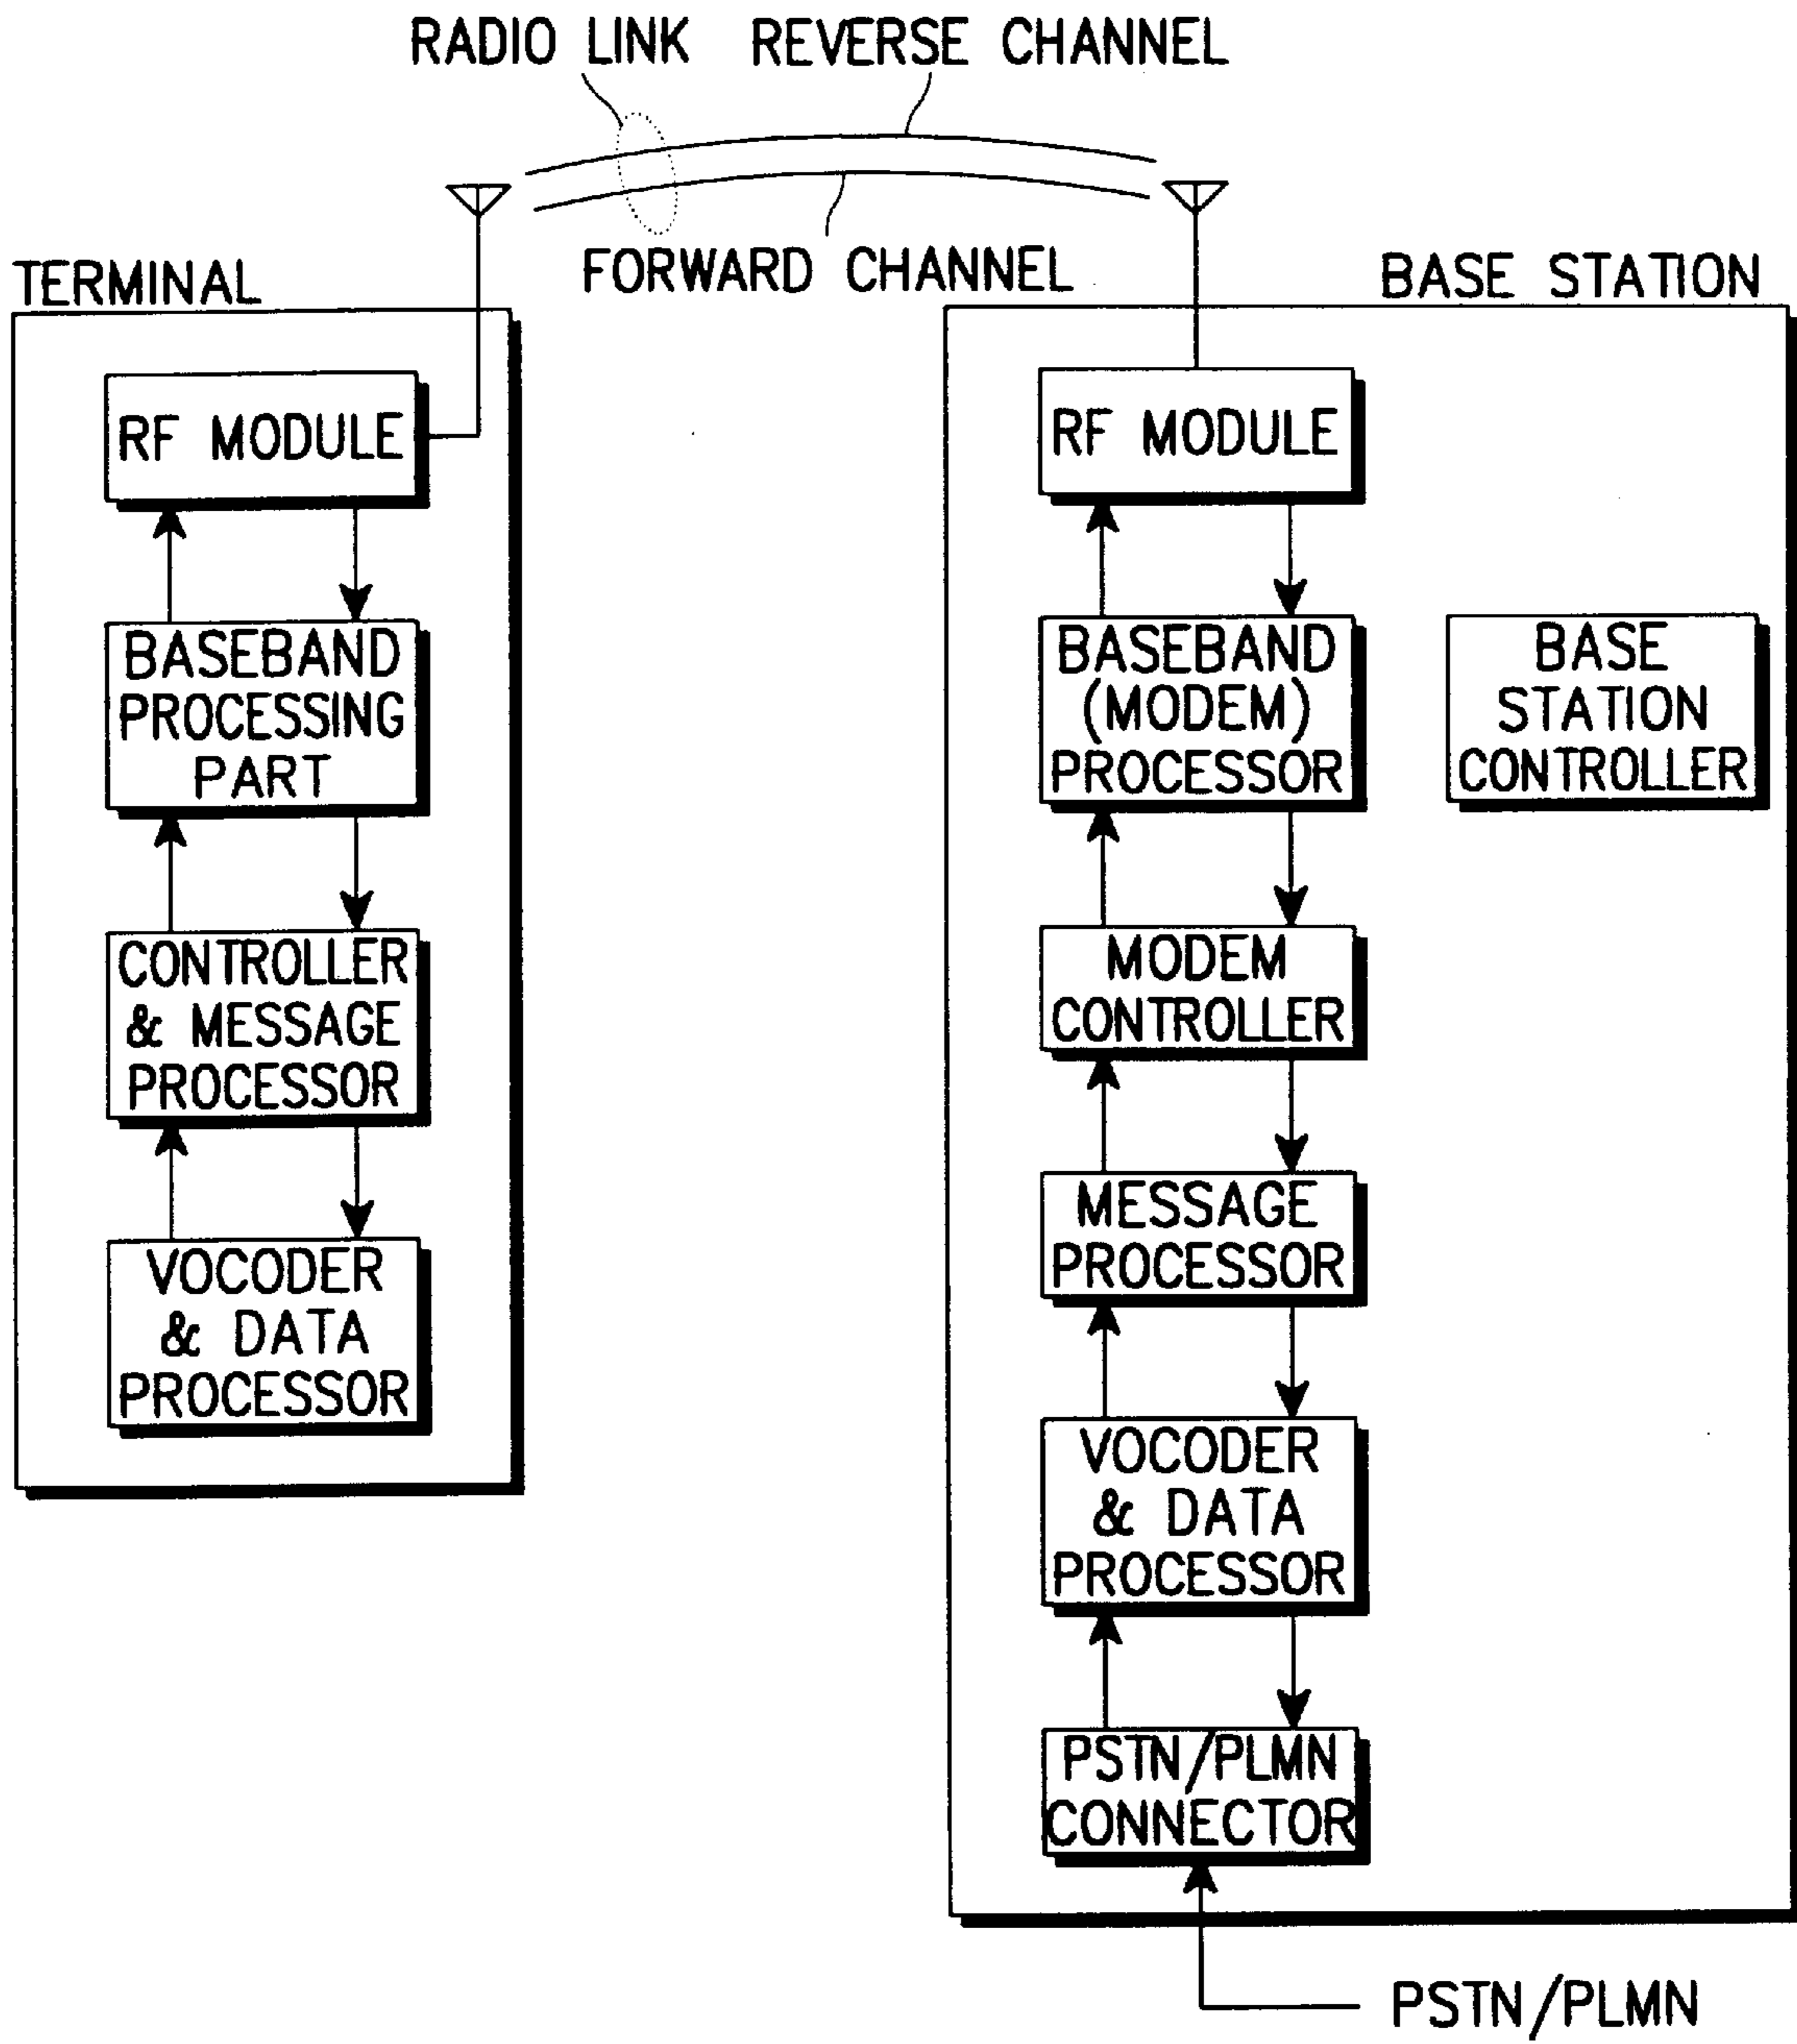 RADIO LINK
REVERSE CHANNEL
FORWARD CHANNEL
TERMINAL
RF MODULE
BASEBAND
PROCESSING
PART
CONTROLLER
& MESSAGE
PROCESSOR
VOCODER
& DATA
PROCESSOR
BASE STATION
RF MODULE
BASEBAND
(MODEM)
PROCESSOR
BASE
STATION
CONTROLLER
MODEM
CONTROLLER
MESSAGE
PROCESSOR
VOCODER
& DATA
PROCESSOR
PSTN/PLMN
CONNECTOR
PSTN/PLMN